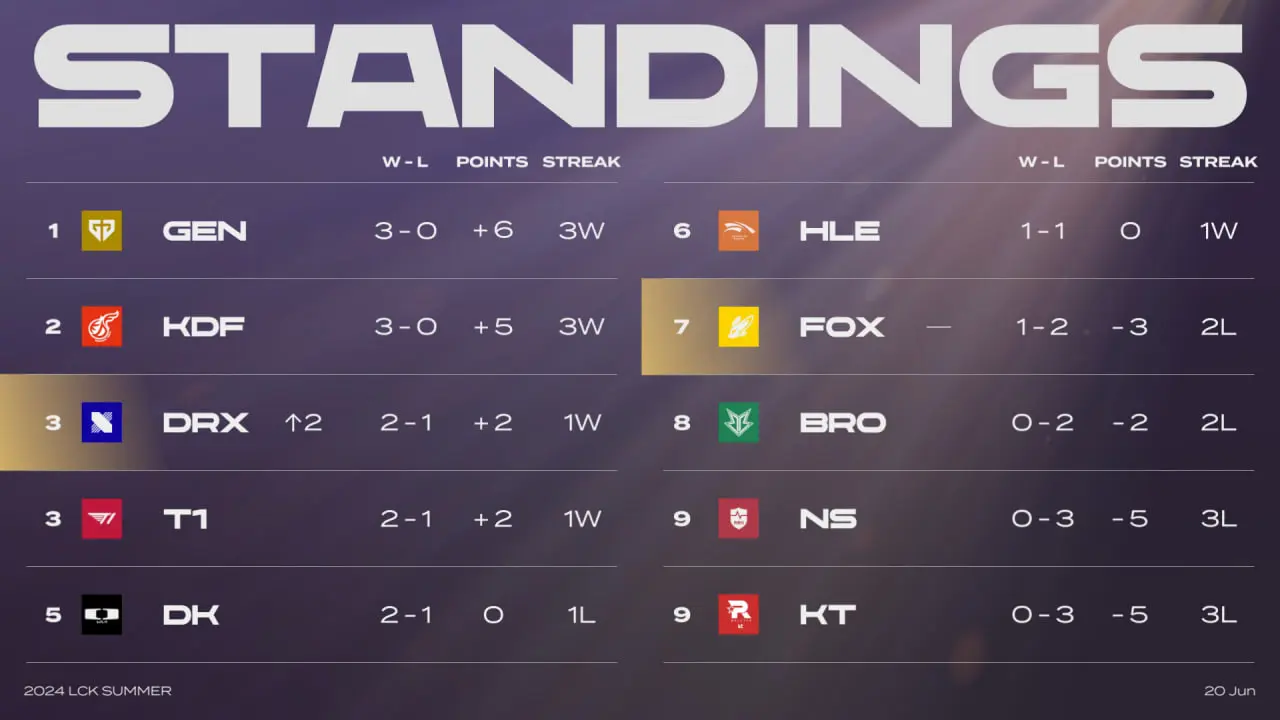 STANDINGS
W - L POINTS STREAK
1 GEN 3 - 0 +6 3W
2 KDF 3 - 0 +5 3W
3 DRX ↑2 2 - 1 +2 1W
3 T1 2 - 1 +2 1W
5 DK 2 - 1 0 1L
W - L POINTS STREAK
6 HLE 1 - 1 0 1W
7 FOX — 1 - 2 -3 2L
8 BRO 0 - 2 -2 2L
9 NS 0 - 3 -5 3L
9 KT 0 - 3 -5 3L
2024 LCK SUMMER
20 Jun